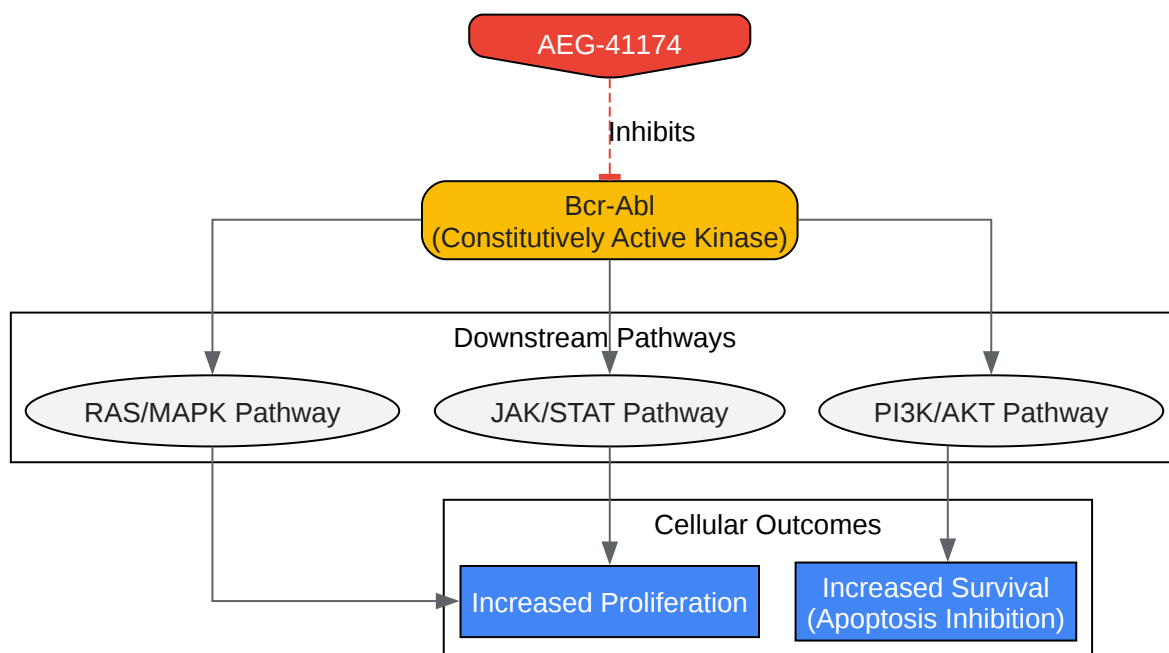 AEG-41174
Inhibits
Bcr-Abl
(Constitutively Active Kinase)
Downstream Pathways
RAS/MAPK Pathway
JAK/STAT Pathway
PI3K/AKT Pathway
Cellular Outcomes
Increased Proliferation
Increased Survival
(Apoptosis Inhibition)